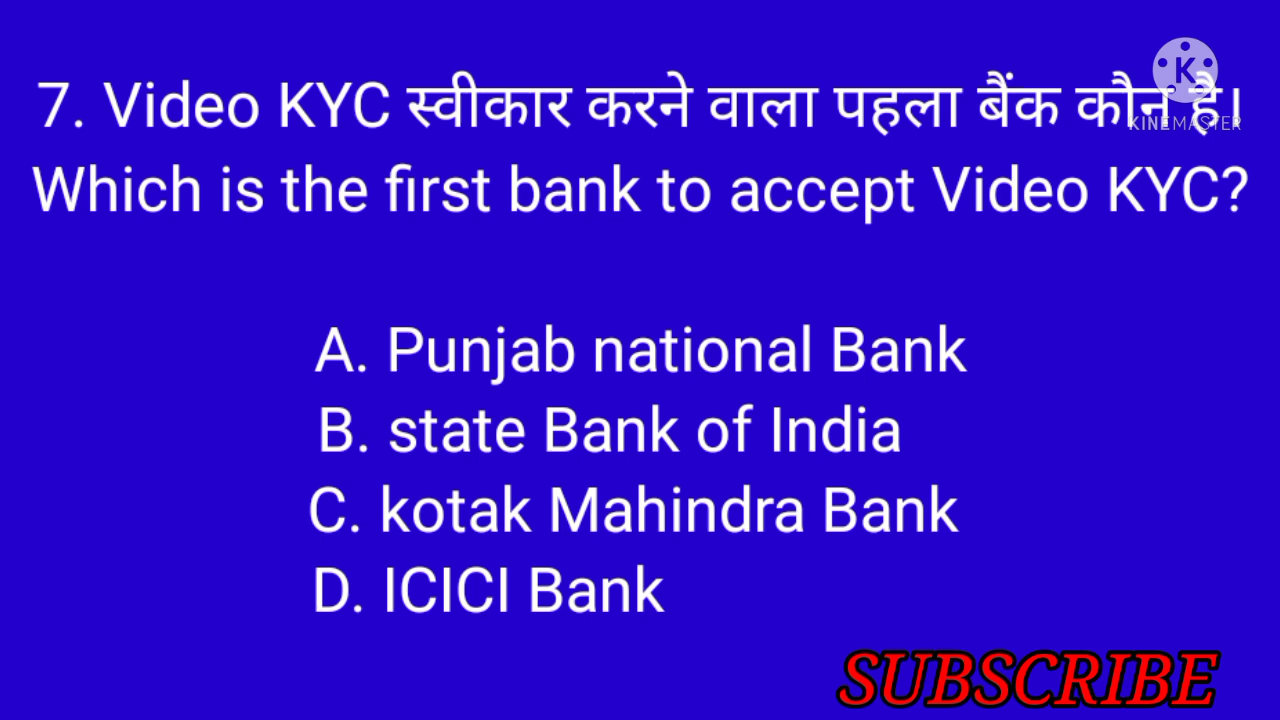 7. Video KYC स्वीकार करने वाला पहला बैंक कौन है।
KINEMASTER
Which is the first bank to accept Video KYC?
A. Punjab national Bank
B. state Bank of India
C. kotak Mahindra Bank
D. ICICI Bank
SUBSCRIBE